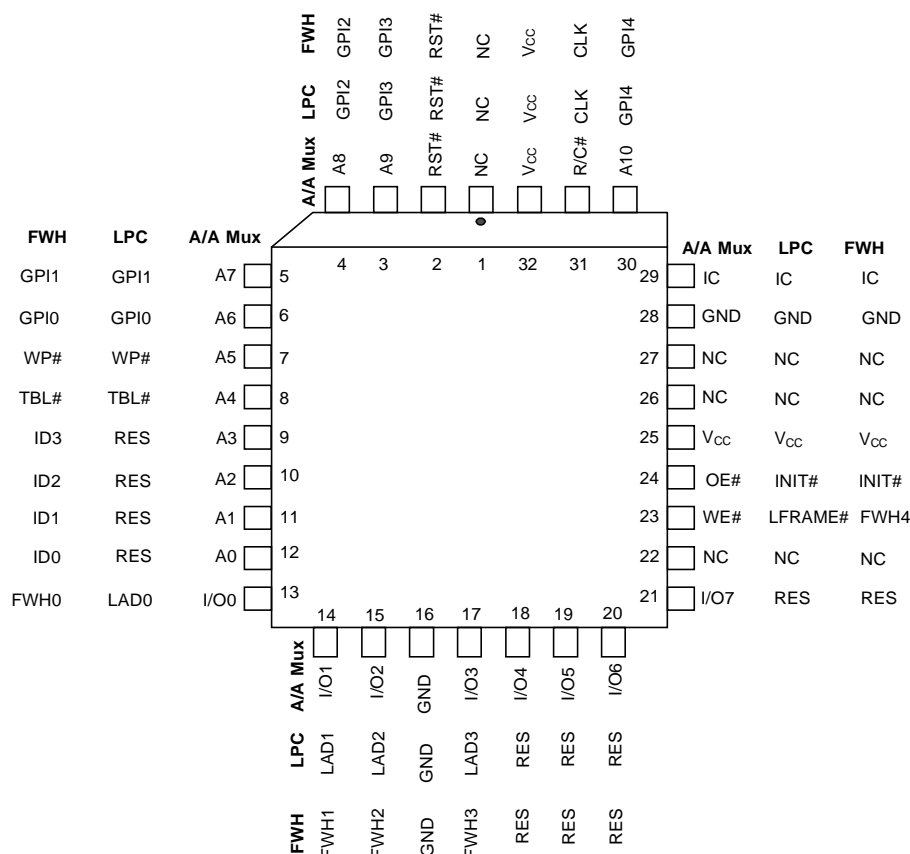 FWH GPI2 GPI3 RST# NC VCC CLK GPI4
LPC GPI2 GPI3 RST# NC VCC CLK GPI4
A/A Mux A8 A9 RST# NC VCC R/C# A10
4 3 2 1 32 31 30
FWH LPC A/A Mux
GPI1 GPI1 A7 5
GPI0 GPI0 A6 6
WP# WP# A5 7
TBL# TBL# A4 8
ID3 RES A3 9
ID2 RES A2 10
ID1 RES A1 11
ID0 RES A0 12
FWH0 LAD0 I/O0 13
A/A Mux LPC FWH
29 IC IC IC
28 GND GND GND
27 NC NC NC
26 NC NC NC
25 VCC VCC VCC
24 OE# INIT# INIT#
23 WE# LFRAME# FWH4
22 NC NC NC
21 I/O7 RES RES
14 15 16 17 18 19 20
A/A Mux I/O1 I/O2 GND I/O3 I/O4 I/O5 I/O6
LPC LAD1 LAD2 GND LAD3 RES RES RES
FWH FWH1 FWH2 GND FWH3 RES RES RES